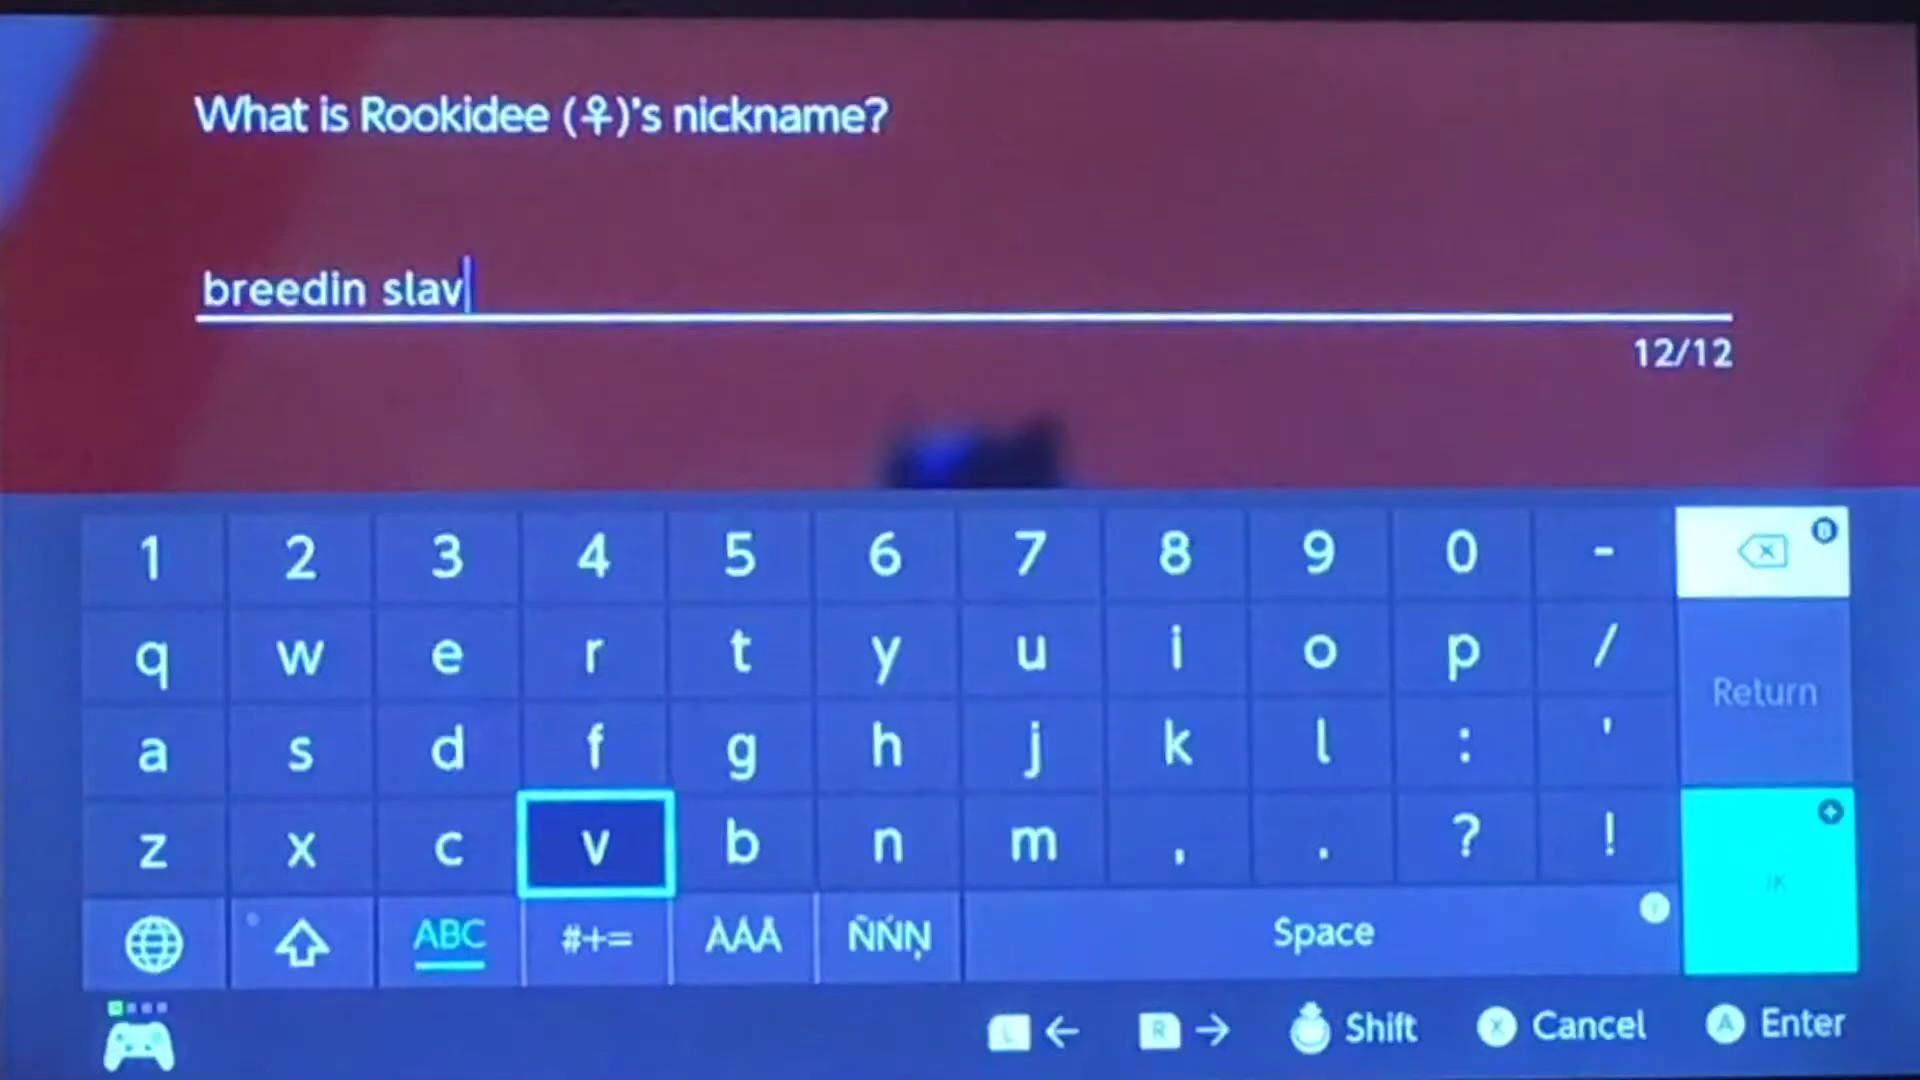 What is Rookidee (♀)'s nickname?
breedin slav
12/12
1 2 3 4 5 6 7 8 9 0 -
q w e r t y u i o p /
Return
a s d f g h j k l : '
z x c v b n m , . ? !
ABC #+= ÀÁÂ ÑŃŅ Space
L ← R → Shift X Cancel A Enter